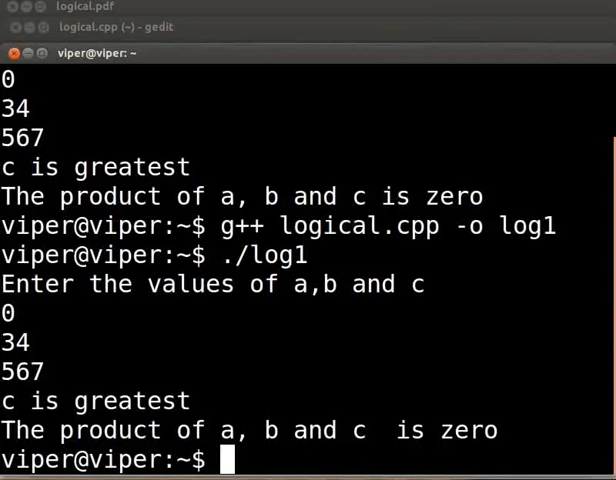 logical.pdf
logical.cpp (~) - gedit
viper@viper: ~
0
34
567
c is greatest
The product of a, b and c is zero
viper@viper:~$ g++ logical.cpp -o log1
viper@viper:~$ ./log1
Enter the values of a,b and c
0
34
567
c is greatest
The product of a, b and c  is zero
viper@viper:~$